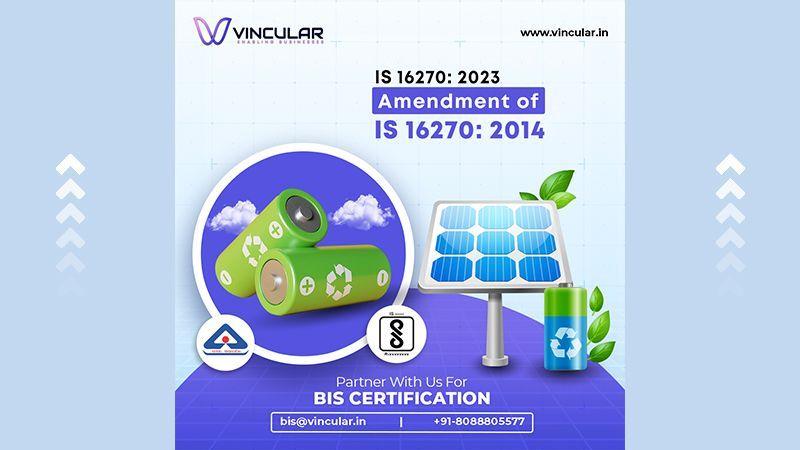 VINCULAR
ENABLING BUSINESSES
www.vincular.in
IS 16270: 2023
Amendment of
IS 16270: 2014
Partner With Us For
BIS CERTIFICATION
bis@vincular.in | +91-8088805577